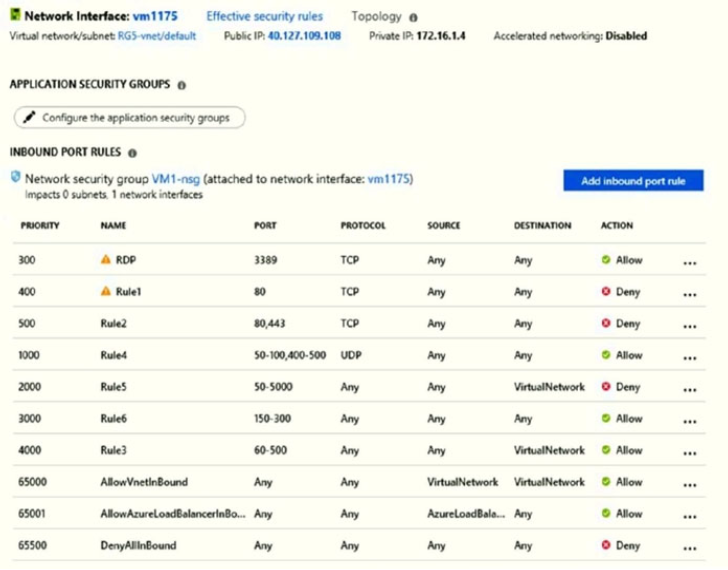 Network Interface: vm1175 Effective security rules Topology
Virtual network/subnet: RG5-vnet/default Public IP: 40.127.109.108 Private IP: 172.16.1.4 Accelerated networking: Disabled
APPLICATION SECURITY GROUPS
Configure the application security groups
INBOUND PORT RULES
Network security group VM1-nsg (attached to network interface: vm1175)
Impacts 0 subnets, 1 network interfaces
Add inbound port rule
PRIORITY NAME PORT PROTOCOL SOURCE DESTINATION ACTION
300 RDP 3389 TCP Any Any Allow ...
400 Rule1 80 TCP Any Any Deny ...
500 Rule2 80,443 TCP Any Any Deny ...
1000 Rule4 50-100,400-500 UDP Any Any Allow ...
2000 Rule5 50-5000 Any Any VirtualNetwork Deny ...
3000 Rule6 150-300 Any Any Any Allow ...
4000 Rule3 60-500 Any Any VirtualNetwork Allow ...
65000 AllowVnetInBound Any Any VirtualNetwork VirtualNetwork Allow ...
65001 AllowAzureLoadBalancerInBo... Any Any AzureLoadBala... Any Allow ...
65500 DenyAllInBound Any Any Any Any Deny ...